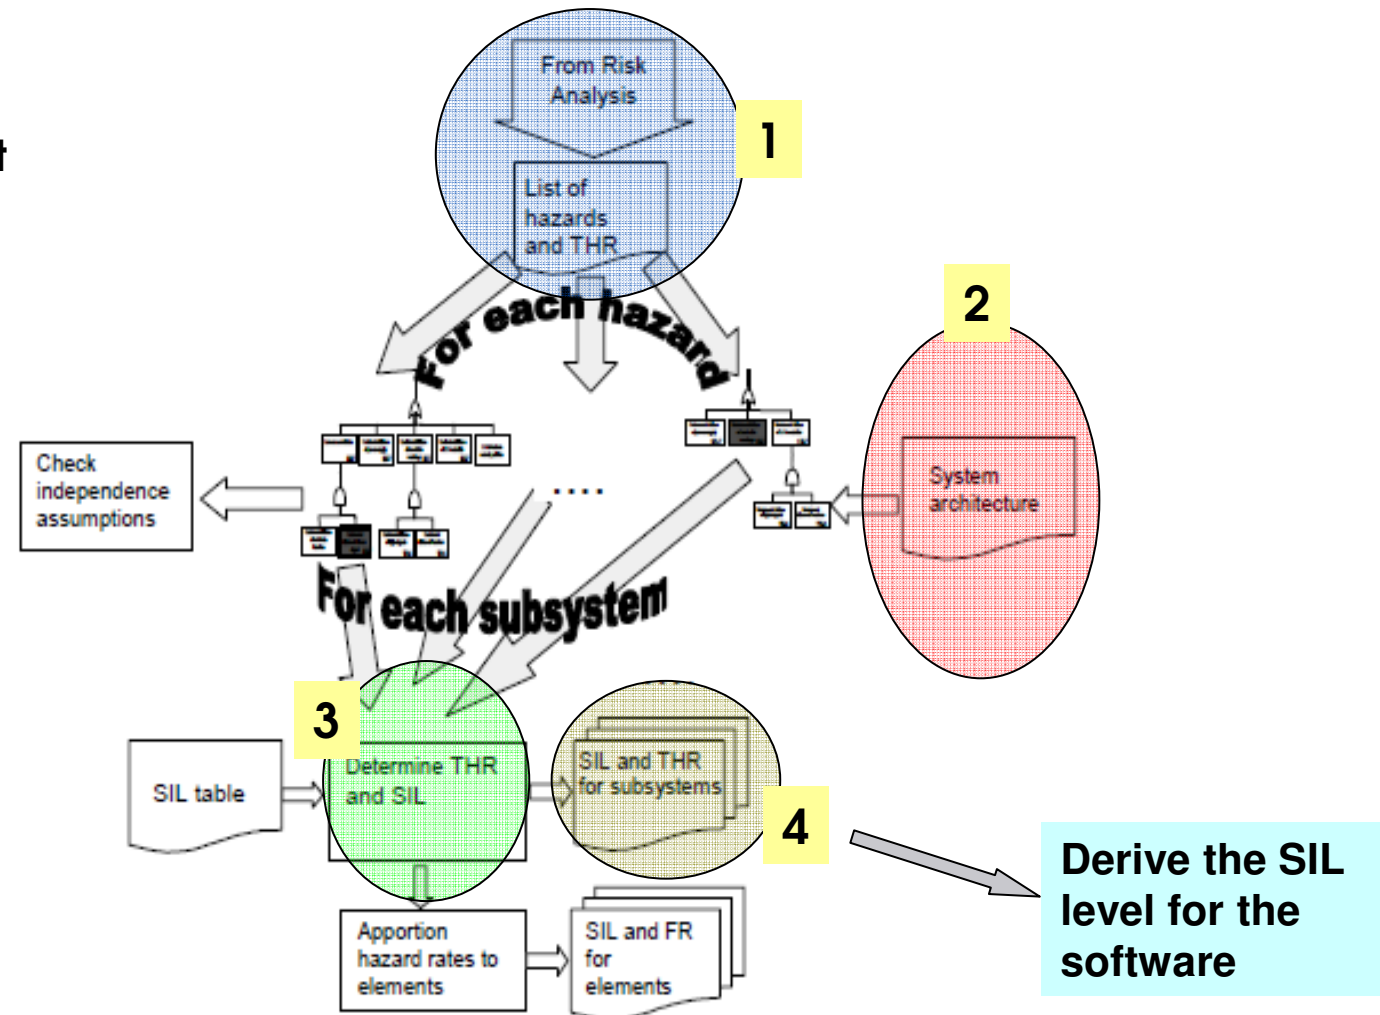 From Risk
Analysis
1
t
List of
hazards
and THR
For each hazard
2
Check
independence
assumptions
....
System
architecture
For each subsystem
3
SIL table
Determine THR
and SIL
SIL and THR
for subsystems
4
Derive the SIL
level for the
software
Apportion
hazard rates to
elements
SIL and FR
for
elements